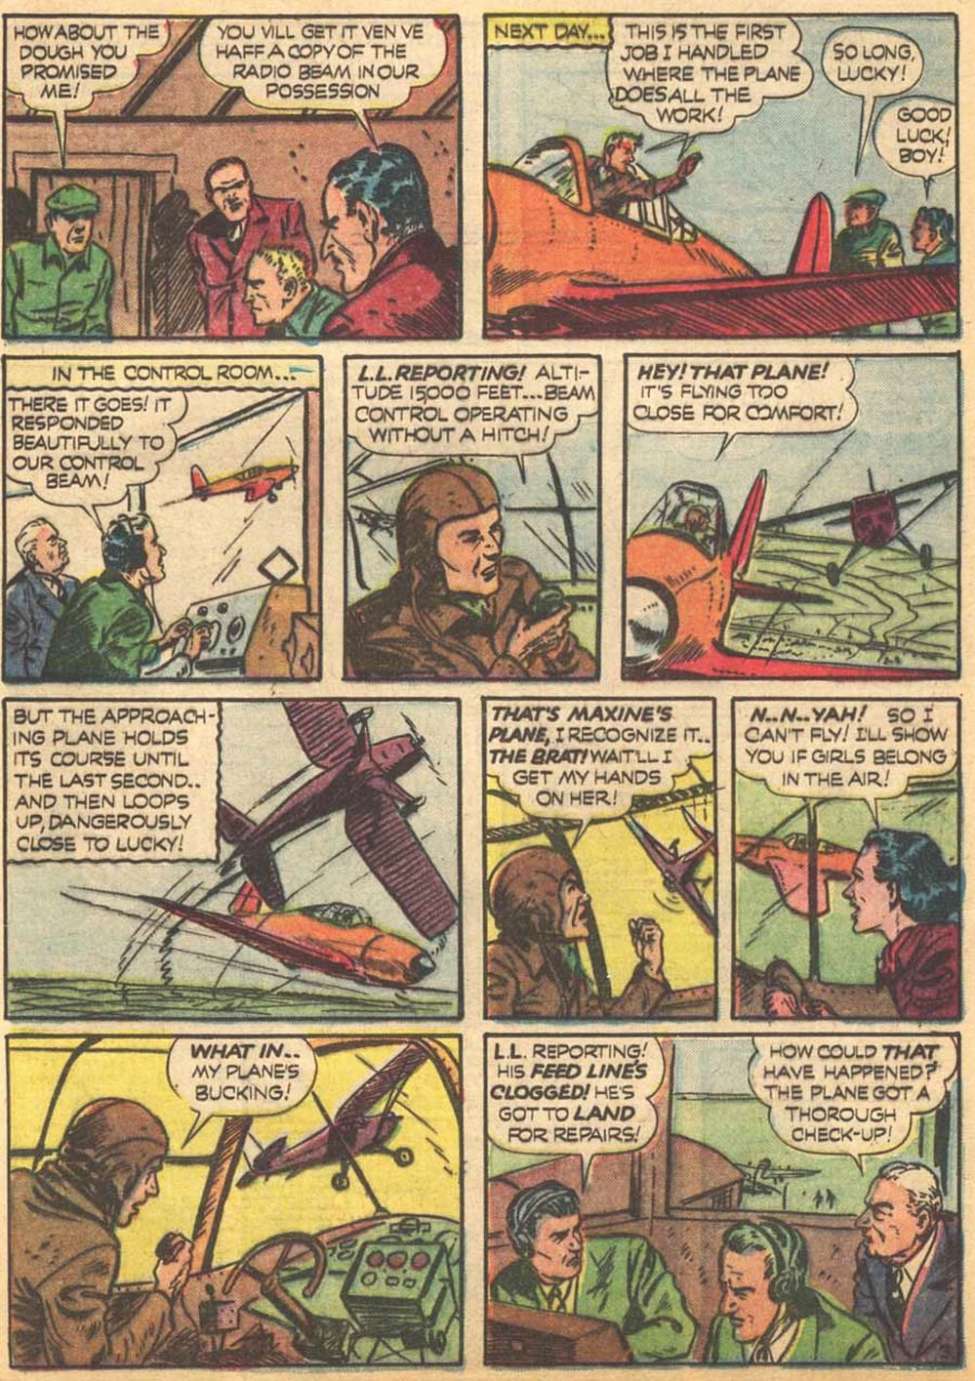 HOW ABOUT THE
DOUGH YOU
PROMISED
ME!
YOU VILL GET IT VEN VE
HAFF A COPY OF THE
RADIO BEAM IN OUR
POSSESSION
NEXT DAY...
THIS IS THE FIRST
JOB I HANDLED
WHERE THE PLANE
DOES ALL THE
WORK!
SO LONG,
LUCKY!
GOOD
LUCK,
BOY!
IN THE CONTROL ROOM...
THERE IT GOES! IT
RESPONDED
BEAUTIFULLY TO
OUR CONTROL
BEAM!
L.L. REPORTING! ALTI-
TUDE 15000 FEET...BEAM
CONTROL OPERATING
WITHOUT A HITCH!
HEY! THAT PLANE!
IT'S FLYING TOO
CLOSE FOR COMFORT!
BUT THE APPROACH-
ING PLANE HOLDS
ITS COURSE UNTIL
THE LAST SECOND..
AND THEN LOOPS
UP, DANGEROUSLY
CLOSE TO LUCKY!
THAT'S MAXINE'S
PLANE, I RECOGNIZE IT..
THE BRAT! WAIT'LL I
GET MY HANDS
ON HER!
N..N..YAH! SO I
CAN'T FLY! I'LL SHOW
YOU IF GIRLS BELONG
IN THE AIR!
WHAT IN..
MY PLANE'S
BUCKING!
L.L. REPORTING!
HIS FEED LINE'S
CLOGGED! HE'S
GOT TO LAND
FOR REPAIRS!
HOW COULD THAT
HAVE HAPPENED?
THE PLANE GOT A
THOROUGH
CHECK-UP!